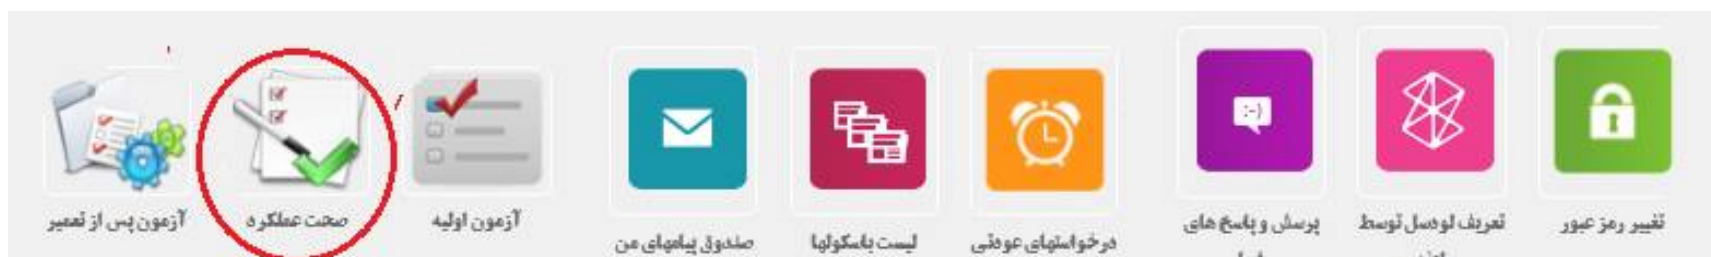 تغییر رمز عبور
تعریف لودسل توسط
پرسش و پاسخ های
درخواستهای عودتی
لیست باسکولها
صندوق پیامهای من
آزمون اولیه
صحت عملکرد
آزمون پس از تعمیر
:-)